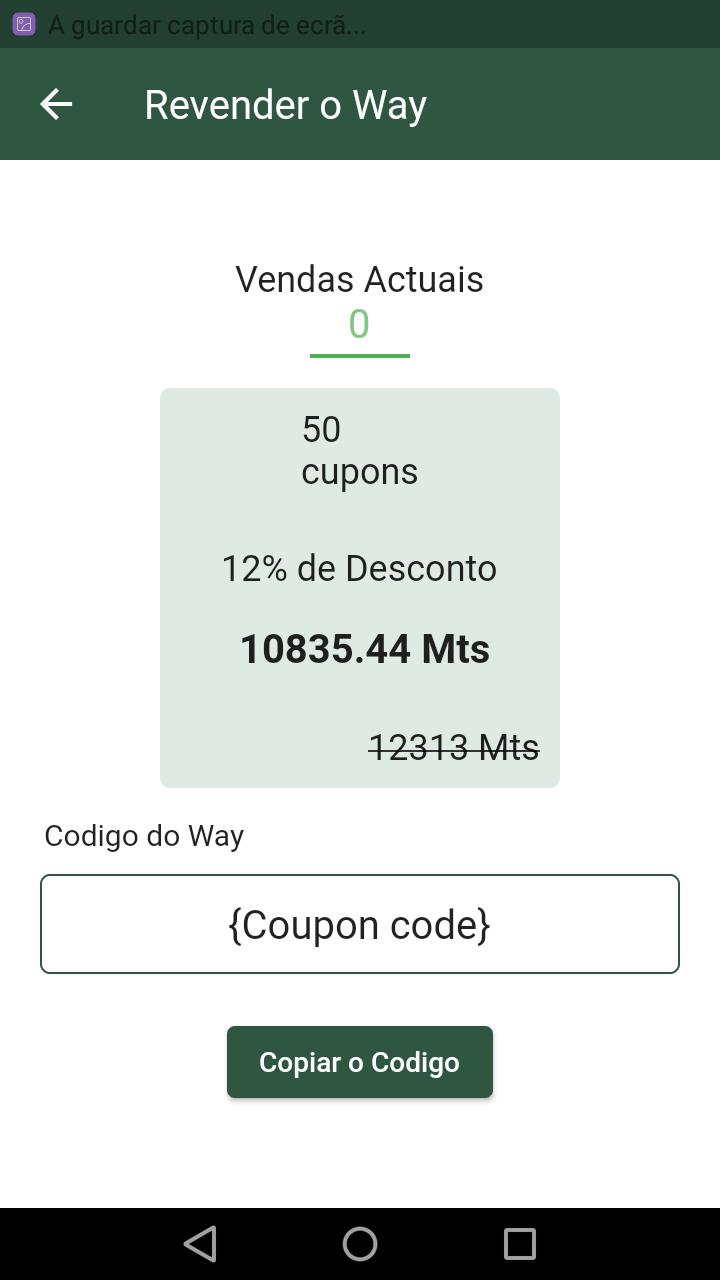 A guardar captura de ecrã...
Revender o Way
Vendas Actuais
0
50
cupons
12% de Desconto
10835.44 Mts
12313 Mts
Codigo do Way
{Coupon code}
Copiar o Codigo